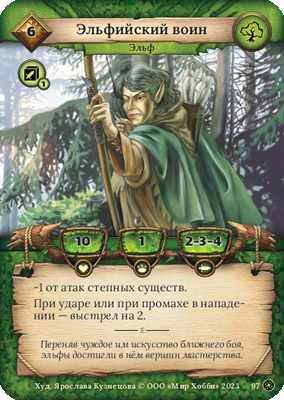 6
Эльфийский воин
Эльф
1
10
1
2-3-4
-1 от атак степных существ.
При ударе или при промахе в нападе-
нии — выстрел на 2.
Переняв чуждое им искусство ближнего боя,
эльфы достигли в нём вершин мастерства.
Худ. Ярослава Кузнецова © ООО «Мир Хобби» 2023
97